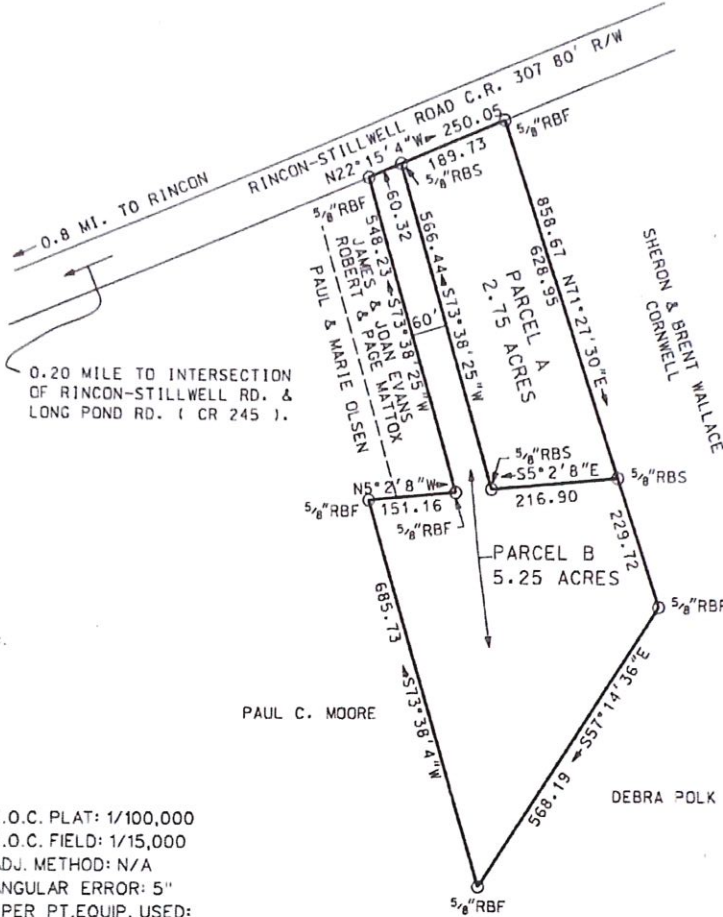 RINCON-STILLWELL ROAD C.R. 307 80' R/W
0.8 MI. TO RINCON
N22°15'4"W 250.05
189.73
5/8"RBF
5/8"RBS
5/8"RBF
60.32
548.23 S73°38'25"W
566.44 S73°38'25"W
60'
858.67 N71°27'30"E
628.95
PARCEL A
2.75 ACRES
SHERON & BRENT WALLACE
CORNWELL
JAMES & JOAN EVANS
ROBERT & PAGE MATTOX
PAUL & MARIE OLSEN
0.20 MILE TO INTERSECTION
OF RINCON-STILLWELL RD. &
LONG POND RD. ( CR 245 ).
5/8"RBS
N5°2'8"W
S5°2'8"E
5/8"RBS
5/8"RBF
151.16
216.90
5/8"RBF
229.72
PARCEL B
5.25 ACRES
5/8"RBF
685.73 S73°38'4"W
PAUL C. MOORE
568.19 S57°14'36"E
DEBRA POLK
.O.C. PLAT: 1/100,000
.O.C. FIELD: 1/15,000
ADJ. METHOD: N/A
ANGULAR ERROR: 5"
PER PT.EQUIP. USED:
5/8"RBF